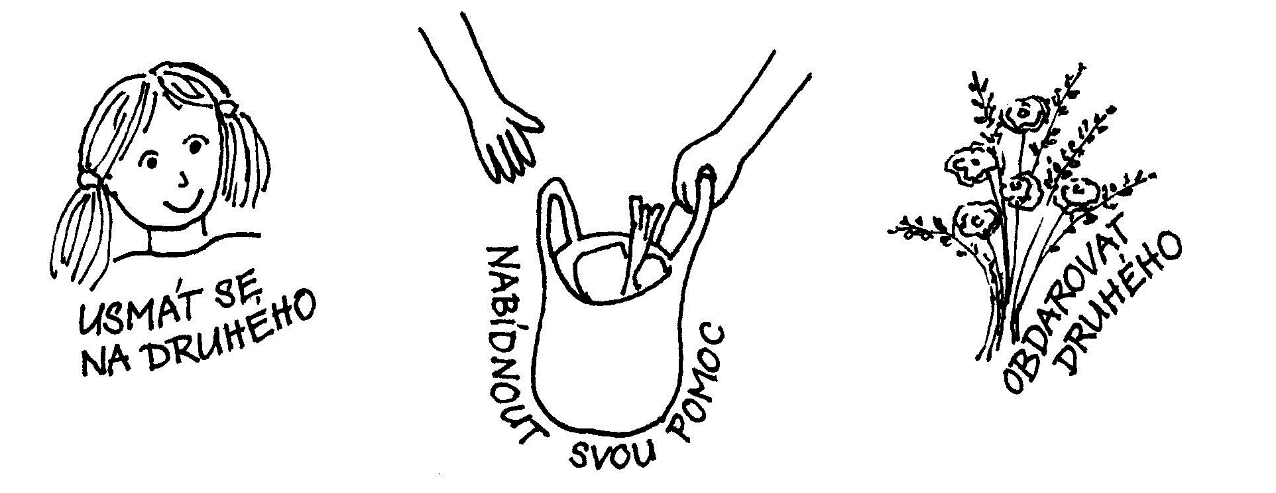 USMÁT SE
NA DRUHÉHO
NABÍDNOUT SVOU POMOC
OBDAROVAT
DRUHÉHO